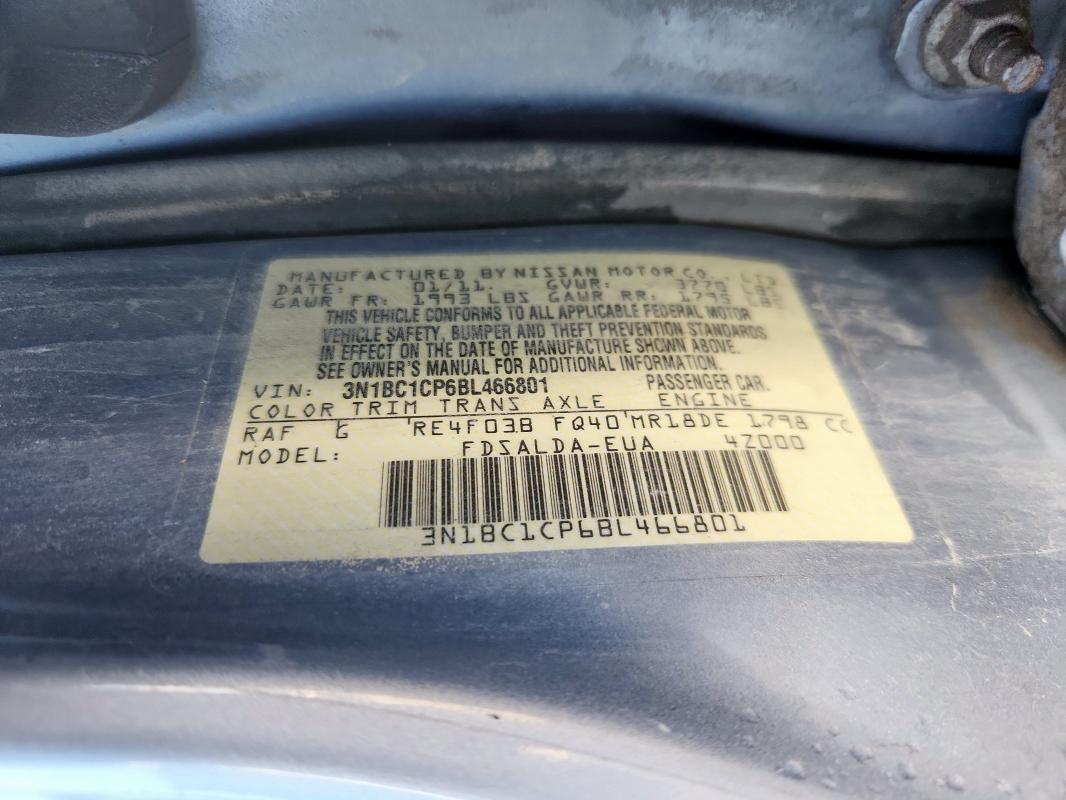 MANUFACTURED BY NISSAN MOTOR CO., LTD
DATE: 01/11. GVWR: 3770 LBS
GAWR FR: 1993 LBS GAWR RR: 1795 LBS
THIS VEHICLE CONFORMS TO ALL APPLICABLE FEDERAL MOTOR
VEHICLE SAFETY, BUMPER AND THEFT PREVENTION STANDARDS
IN EFFECT ON THE DATE OF MANUFACTURE SHOWN ABOVE.
SEE OWNER'S MANUAL FOR ADDITIONAL INFORMATION.
VIN: 3N1BC1CP6BL466801 PASSENGER CAR.
COLOR TRIM TRANS AXLE ENGINE
RAF G 'RE4F03B FQ40'MR18DE 1798 CC
MODEL: FDSALDA-EUA 4Z000
3N1BC1CP6BL466801